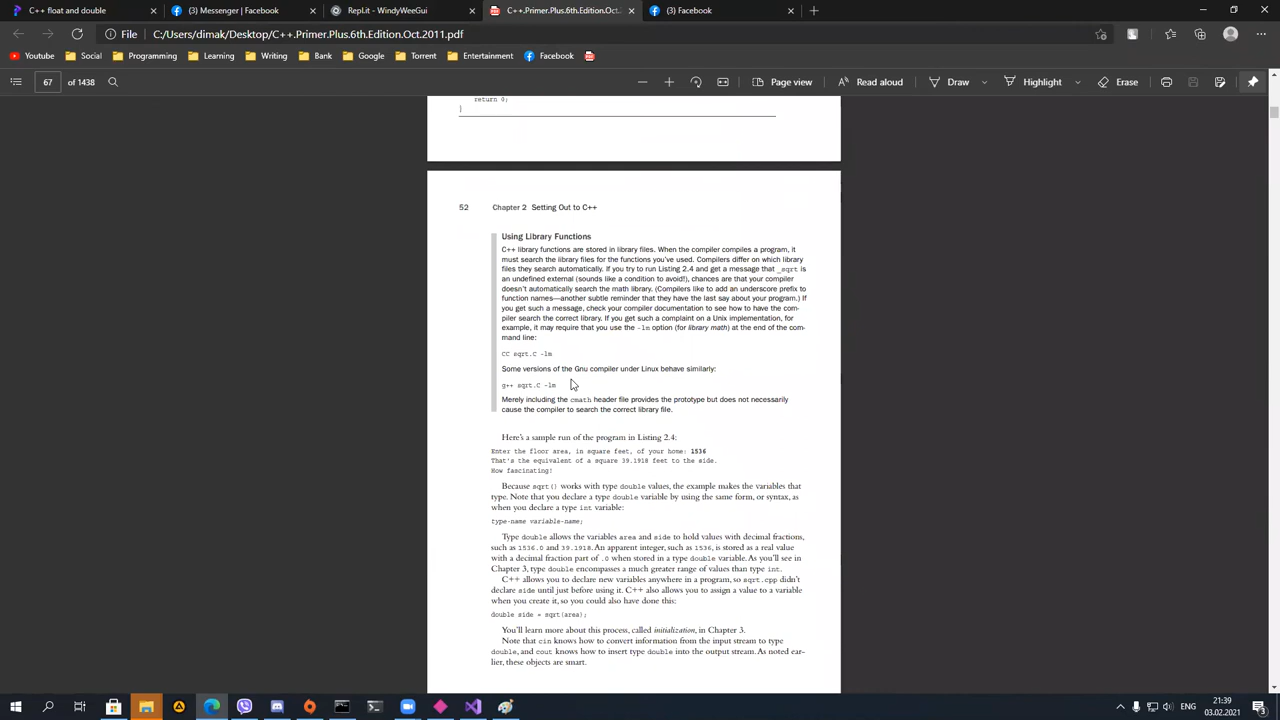 C++ float and double
(3) Messenger | Facebook
Replit - WindyWeeGui
C++.Primer.Plus.6th.Edition.Oct...
(3) Facebook
File C:/Users/dimak/Desktop/C++.Primer.Plus.6th.Edition.Oct.2011.pdf
Youtube Social Programming Learning Writing Booking Entertainment Facebook
67 of 1438 Page view Read aloud Draw Highlight Erase
return 0;
}
52 Chapter 2 Setting Out to C++
Using Library Functions
C++ library functions are stored in library files. When the compiler compiles a program, it
must search the library files for the functions you've used. Compilers differ on which library
files they search automatically. If you try to run Listing 2.4 and get a message that _sqrt is
an undefined external (sounds like a condition to avoid!), chances are that your compiler
doesn't automatically search the math library. (Compilers like to add an underscore prefix to
function names—another subtle reminder that they have the last say about your program.) If
you get such a message, check your compiler documentation to see how to have the com-
piler search the correct library. If you get such a complaint on a Unix implementation, for
example, it may require that you use the -lm option (for library math) at the end of the com-
mand line:
CC sqrt.C -lm
Some versions of the Gnu compiler under Linux behave similarly:
g++ sqrt.C -lm
Merely including the cmath header file provides the prototype but does not necessarily
cause the compiler to search the correct library file.
Here's a sample run of the program in Listing 2.4:
Enter the floor area, in square feet, of your home: 1536
That's the equivalent of a square 39.1918 feet to the side.
How fascinating!
Because sqrt() works with type double values, the example makes the variables that
type. Note that you declare a type double variable by using the same form, or syntax, as
when you declare a type int variable:
type-name variable-name;
Type double allows the variables area and side to hold values with decimal fractions,
such as 1536.0 and 39.1918. An apparent integer, such as 1536, is stored as a real value
with a decimal fraction part of .0 when stored in a type double variable. As you'll see in
Chapter 3, type double encompasses a much greater range of values than type int.
C++ allows you to declare new variables anywhere in a program, so sqrt.cpp didn't
declare side until just before using it. C++ also allows you to assign a value to a variable
when you create it, so you could also have done this:
double side = sqrt(area);
You'll learn more about this process, called initialization, in Chapter 3.
Note that cin knows how to convert information from the input stream to type
double, and cout knows how to insert type double into the output stream. As noted ear-
lier, these objects are smart.
ENG
21:39
03.02.2021